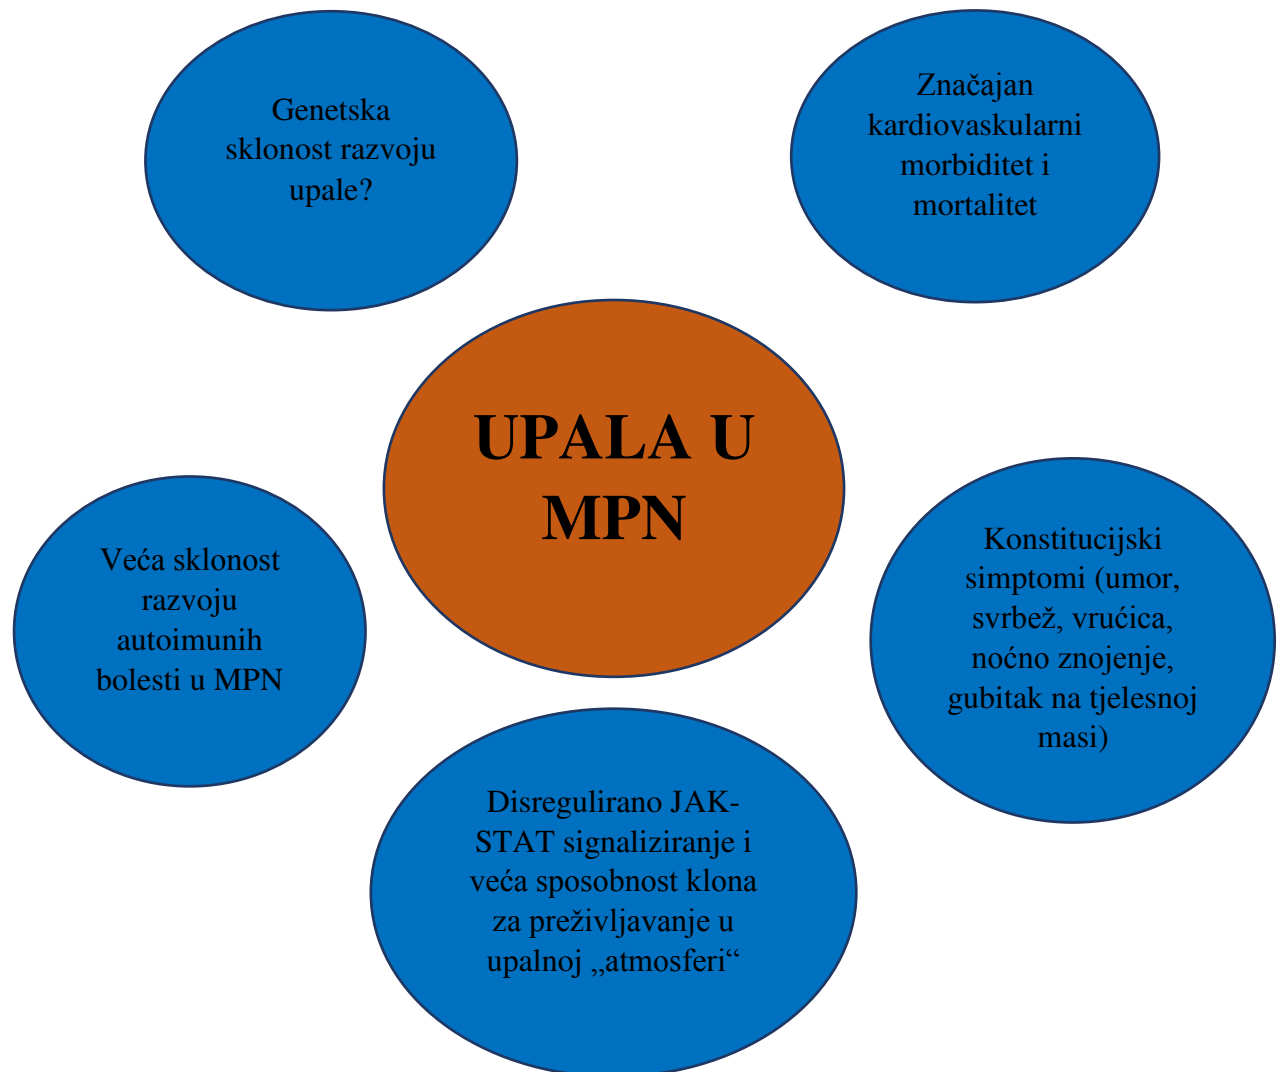 Genetska
sklonost razvoju
upale?
Značajan
kardiovaskularni
morbiditet i
mortalitet
UPALA U
MPN
Veća sklonost
razvoju
autoimunih
bolesti u MPN
Konstitucijski
simptomi (umor,
svrbež, vrućica,
noćno znojenje,
gubitak na tjelesnoj
masi)
Disregulirano JAK-
STAT signaliziranje i
veća sposobnost klona
za preživljavanje u
upalnoj „atmosferi“